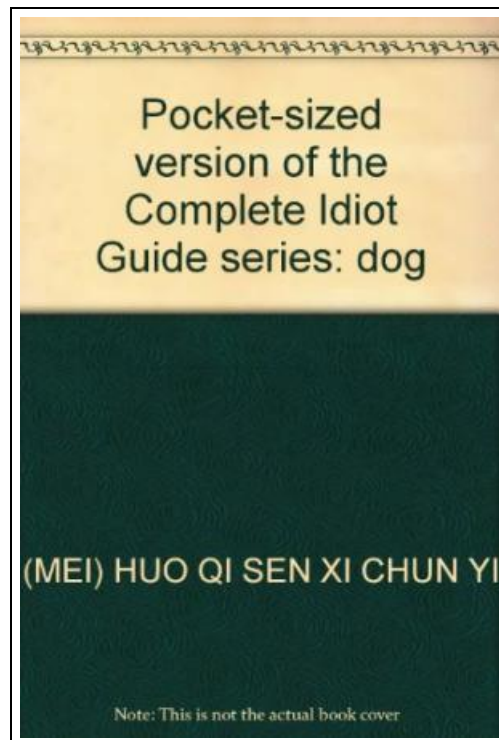 Pocket-sized
version of the
Complete Idiot
Guide series: dog
(MEI) HUO QI SEN XI CHUN YI
Note: This is not the actual book cover